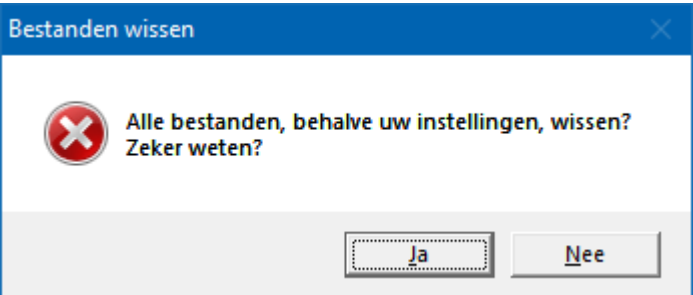 Bestanden wissen
Alle bestanden, behalve uw instellingen, wissen?
Zeker weten?
Ja
Nee